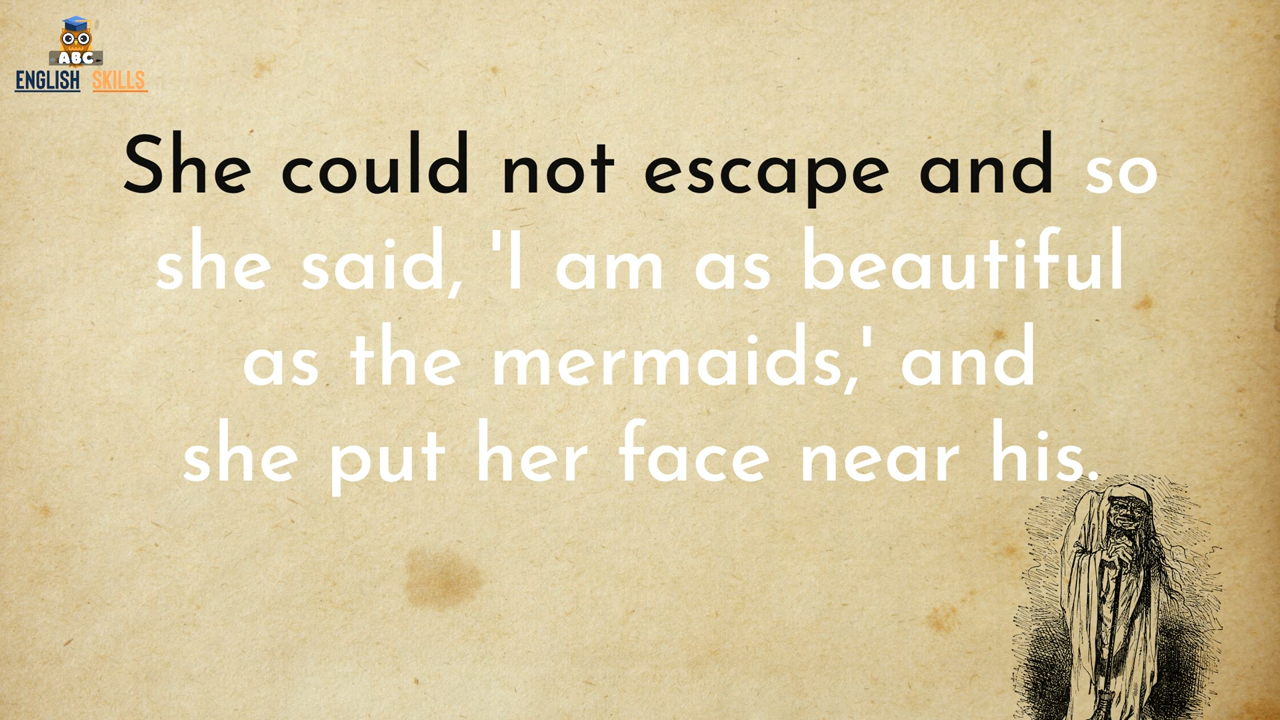 ABC
ENGLISH SKILLS
She could not escape and so
she said, 'I am as beautiful
as the mermaids,' and
she put her face near his.